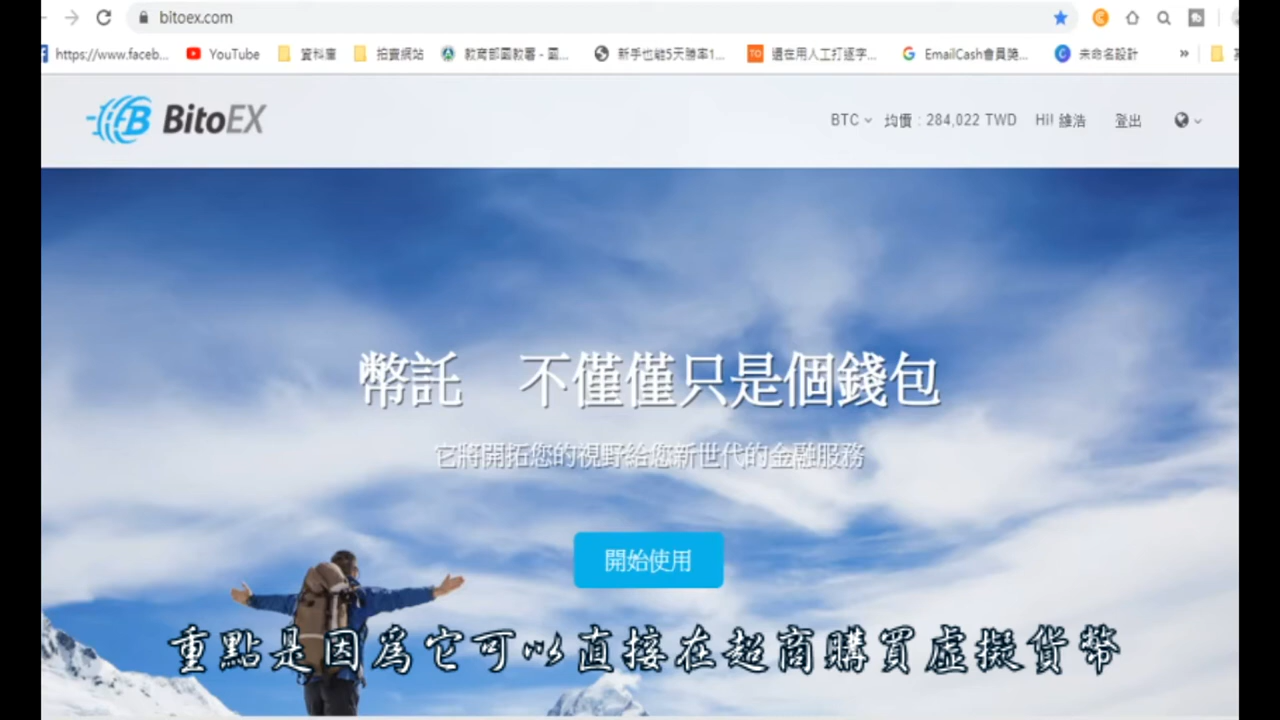 bitoex.com
https://www.faceb... YouTube 資料庫 拍賣網站 教育部國教署 - 國... 新手也能5天勝率1... 還在用人工打逐字... EmailCash會員獎... 未命名設計 »
BitoEX BTC 均價 : 284,022 TWD Hi! 維浩 登出
幣託 不僅僅只是個錢包
它將開拓您的視野給您新世代的金融服務
開始使用
重點是因為它可以直接在超商購買虛擬貨幣